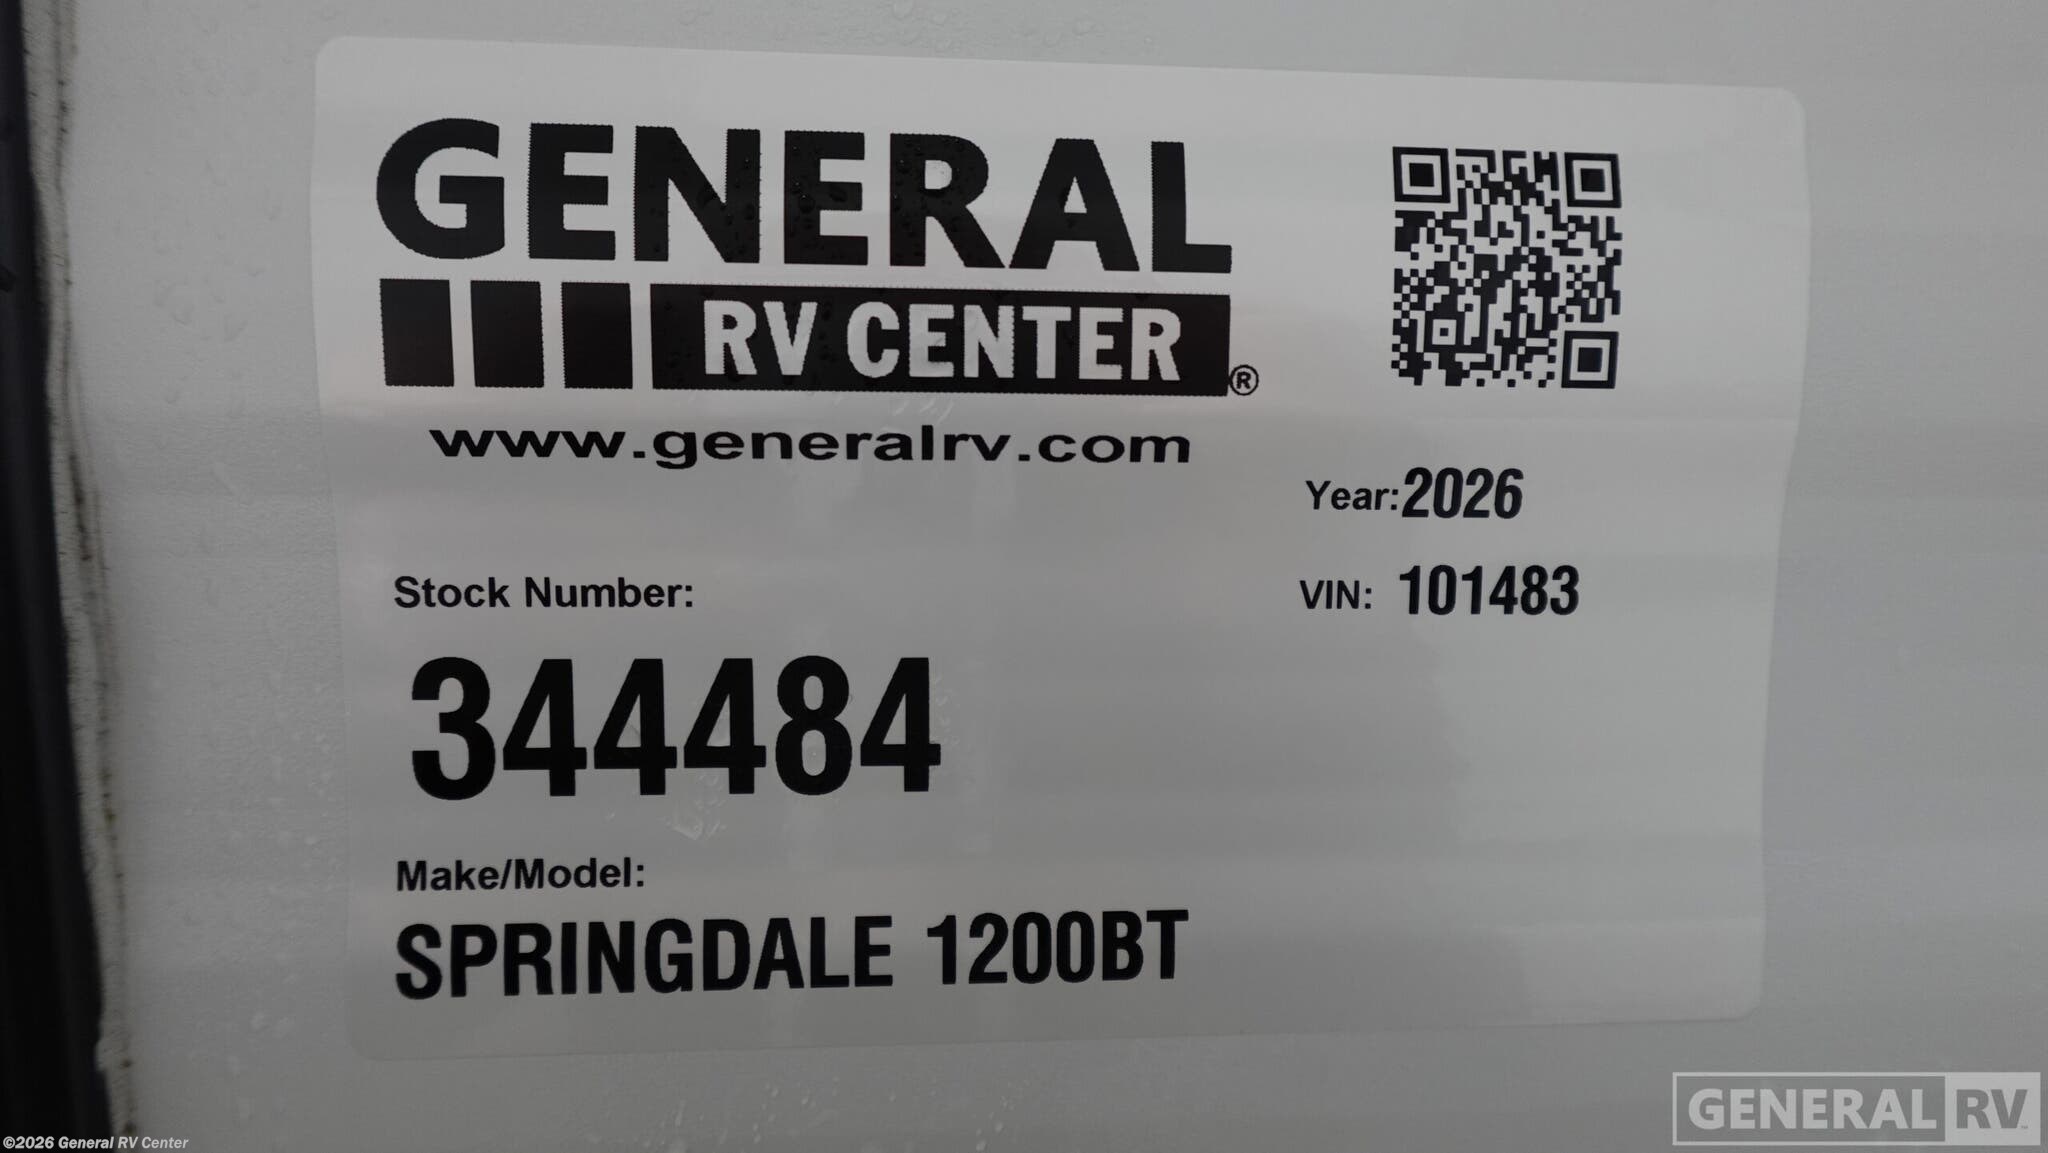 GENERAL
RV CENTER®
www.generalrv.com
Year:2026
VIN: 101483
Stock Number:
344484
Make/Model:
SPRINGDALE 1200BT
GENERAL RV™
©2026 General RV Center